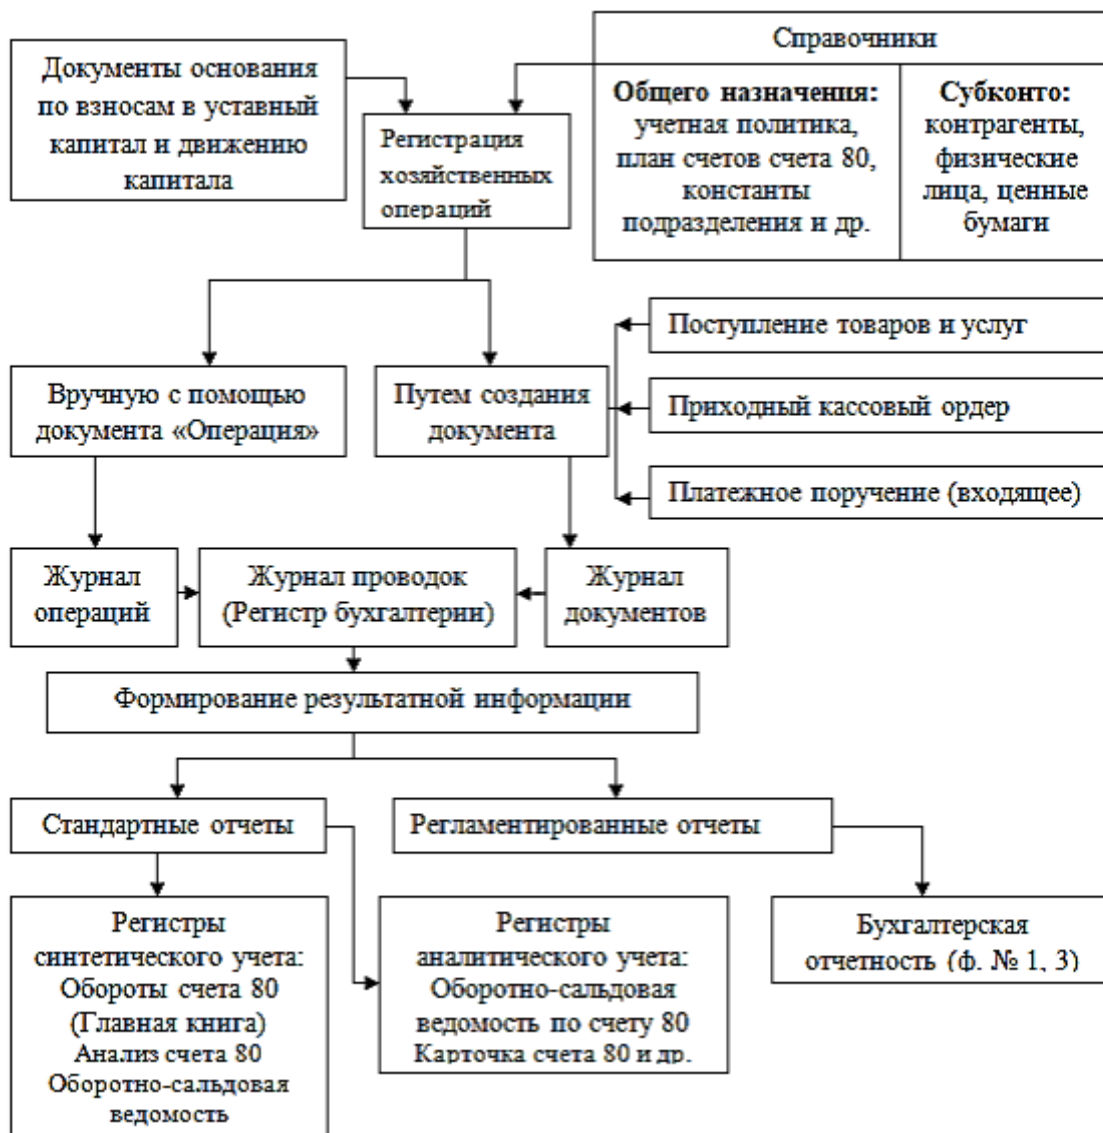 Документы основания
по взносам в уставный
капитал и движению
капитала
Регистрация
хозяйственных
операций
Справочники
Общего назначения:
учетная политика,
план счетов счета 80,
константы
подразделения и др.
Субконто:
контрагенты,
физические
лица, ценные
бумаги
Вручную с помощью
документа «Операция»
Путем создания
документа
Поступление товаров и услуг
Приходный кассовый ордер
Платежное поручение (входящее)
Журнал
операций
Журнал проводок
(Регистр бухгалтерии)
Журнал
документов
Формирование результатной информации
Стандартные отчеты
Регламентированные отчеты
Регистры
синтетического учета:
Обороты счета 80
(Главная книга)
Анализ счета 80
Оборотно-сальдовая
ведомость
Регистры
аналитического учета:
Оборотно-сальдовая
ведомость по счету 80
Карточка счета 80 и др.
Бухгалтерская
отчетность (ф. № 1, 3)